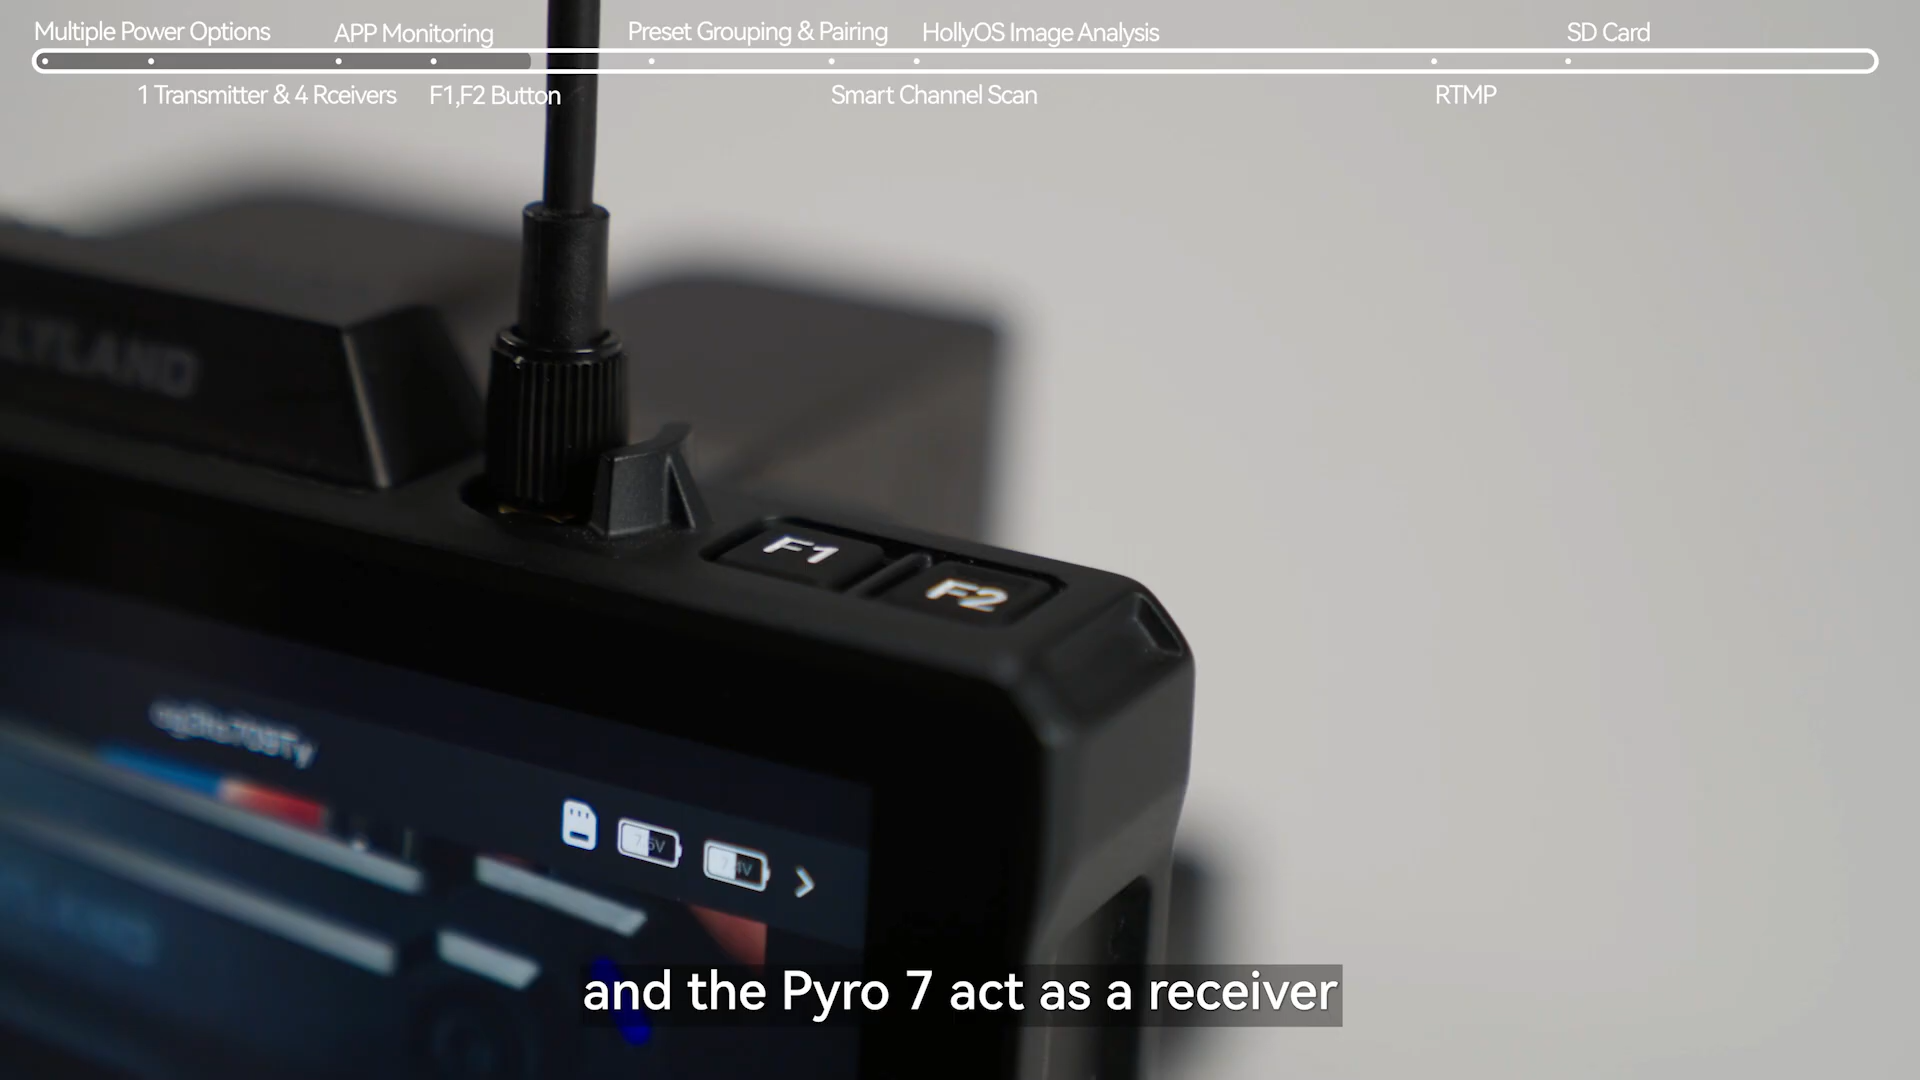 Multiple Power Options
APP Monitoring
Preset Grouping & Pairing
HollyOS Image Analysis
SD Card
1 Transmitter & 4 Rceivers
F1,F2 Button
Smart Channel Scan
RTMP
LLYLAND
F1
F2
and the Pyro 7 act as a receiver